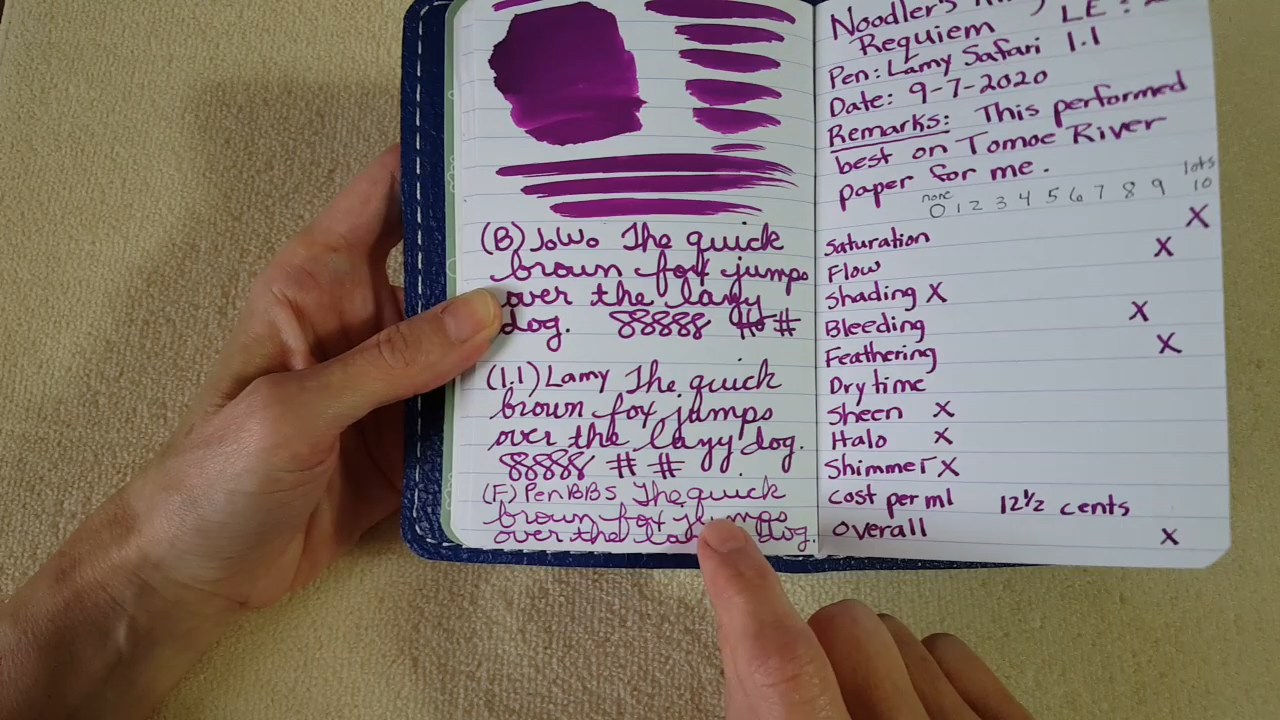 (B) JoWo The quick
brown fox jumps
over the lazy
dog. 88888 ## #
(1.1) Lamy The quick
brown fox jumps
over the lazy dog.
88888 # #
(F) PenBBS The quick
brown fox jumps
over the dog.
Noodler's
Requiem LE:
Pen: Lamy Safari 1.1
Date: 9-7-2020
Remarks: This performed
best on Tomoe River
paper for me.
none lots
0 1 2 3 4 5 6 7 8 9 10
Saturation X
Flow X
Shading X
Bleeding X
Feathering X
Dry time
Sheen X
Halo X
Shimmer X
Cost per ml 12½ cents
Overall X